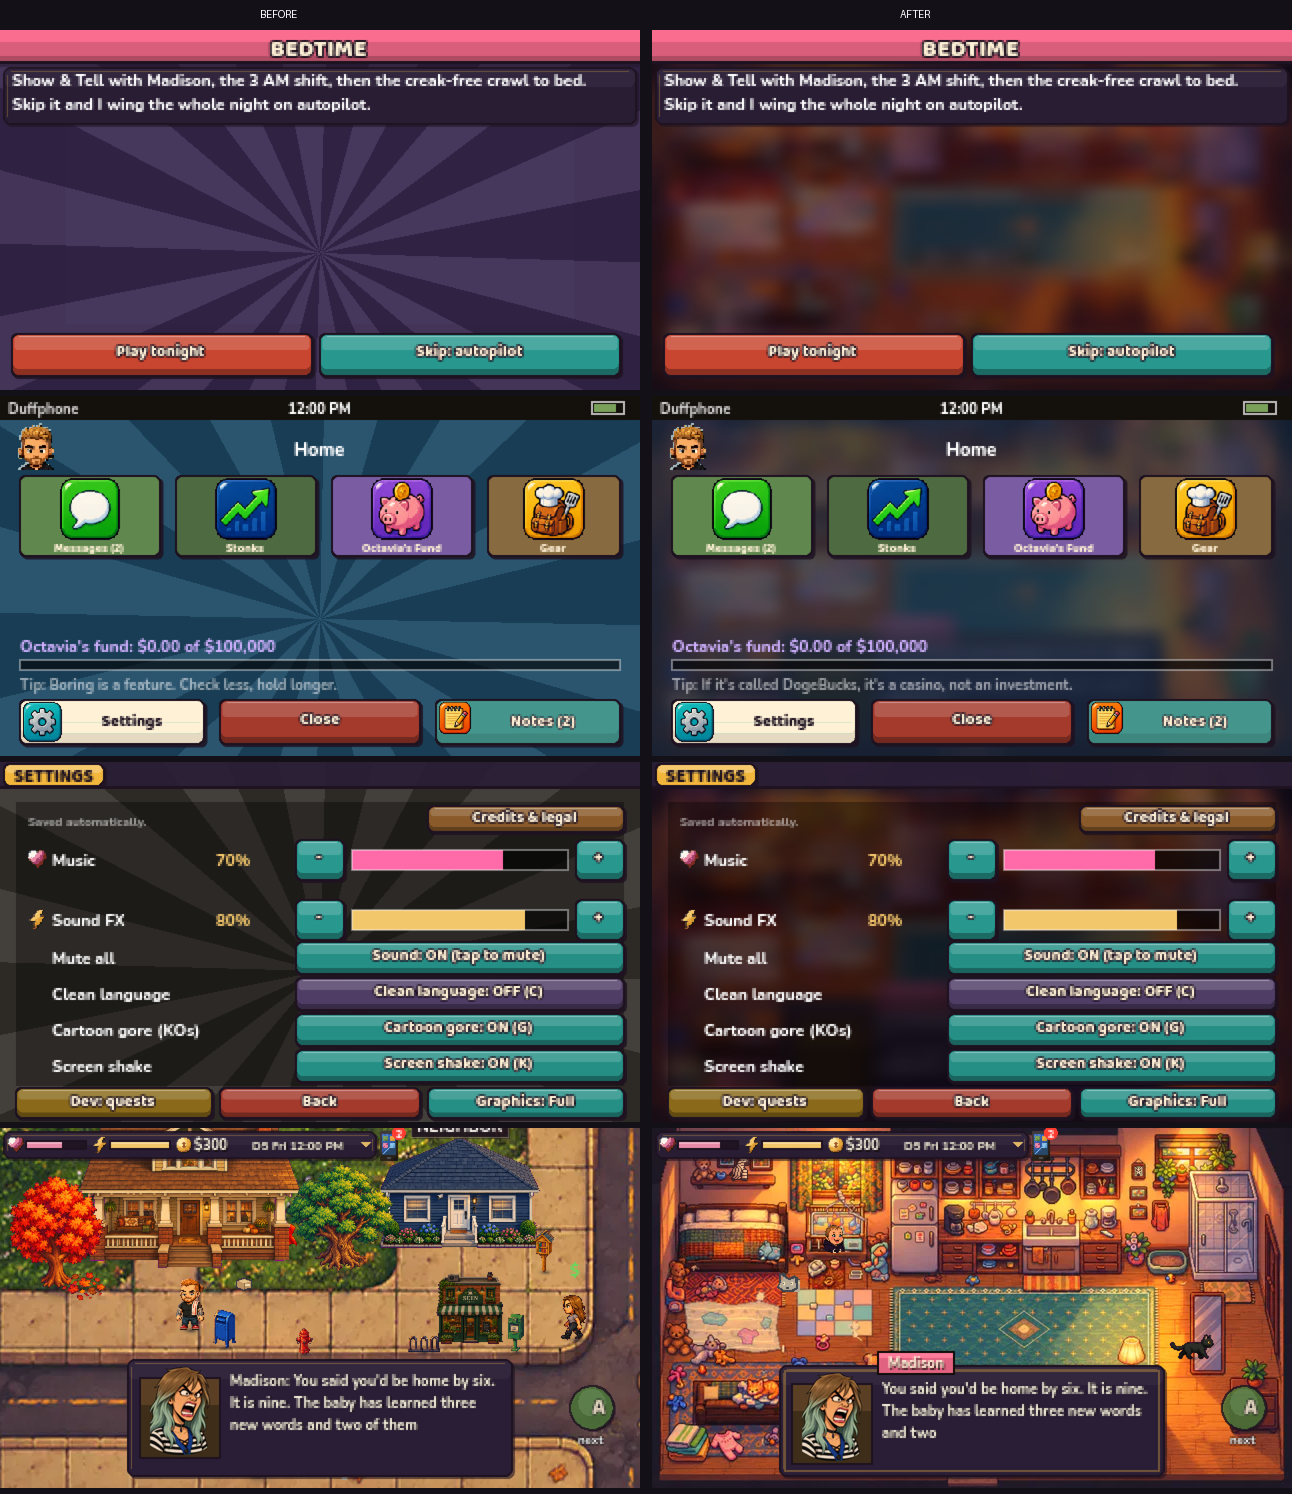 BEFORE
AFTER
BEDTIME
Show & Tell with Madison, the 3 AM shift, then the creak-free crawl to bed.
Skip it and I wing the whole night on autopilot.
Play tonight
Skip: autopilot
BEDTIME
Show & Tell with Madison, the 3 AM shift, then the creak-free crawl to bed.
Skip it and I wing the whole night on autopilot.
Play tonight
Skip: autopilot
Duffphone
12:00 PM
Home
Messages (2)
Stonks
Octavia's Fund
Gear
Octavia's fund: $0.00 of $100,000
Tip: Boring is a feature. Check less, hold longer.
Settings
Close
Notes (2)
Duffphone
12:00 PM
Home
Messages (2)
Stonks
Octavia's Fund
Gear
Octavia's fund: $0.00 of $100,000
Tip: If it's called DogeBucks, it's a casino, not an investment.
Settings
Close
Notes (2)
SETTINGS
Saved automatically.
Credits & legal
Music
70%
-
+
Sound FX
80%
-
+
Mute all
Sound: ON (tap to mute)
Clean language
Clean language: OFF (C)
Cartoon gore (KOs)
Cartoon gore: ON (G)
Screen shake
Screen shake: ON (K)
Dev: quests
Back
Graphics: Full
SETTINGS
Saved automatically.
Credits & legal
Music
70%
-
+
Sound FX
80%
-
+
Mute all
Sound: ON (tap to mute)
Clean language
Clean language: OFF (C)
Cartoon gore (KOs)
Cartoon gore: ON (G)
Screen shake
Screen shake: ON (K)
Dev: quests
Back
Graphics: Full
$300
D5 Fri 12:00 PM
2
NEIGHBOR
$
Madison: You said you'd be home by six.
It is nine. The baby has learned three
new words and two of them
A
next
$300
D5 Fri 12:00 PM
2
Madison
You said you'd be home by six. It is nine.
The baby has learned three new words
and two
A
next